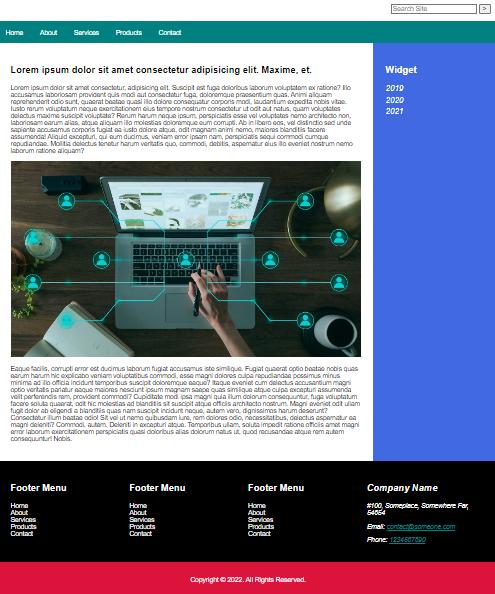 Search Site >
Home About Services Products Contact
Lorem ipsum dolor sit amet consectetur adipisicing elit. Maxime, et.
Lorem ipsum dolor sit amet consectetur, adipisicing elit. Suscipit est fuga doloribus laborum voluptatem ex ratione? Illo
accusamus laboriosam provident quis modi aut consectetur fuga, doloremque praesentium quas. Animi aliquam
reprehenderit odio sunt, quaerat beatae quasi illo dolore consequatur corporis modi, laudantium expedita nobis vitae.
Iusto rerum voluptatum neque exercitationem eligendi eos in ratione nostrum consectetur ut odit aut natus, quam voluptates
delectus maxime suscipit voluptate? Rerum harum neque ipsum, perspiciatis esse vel voluptates nemo architecto non,
laboriosam earum alias, atque aliquam illo molestias doloremque eum corrupti. Ab in libero eos, vel distinctio sed unde
sapiente accusamus corporis fugiat ea iusto dolore atque, odit magnam animi nemo, maiores blanditiis facere
assumenda! Aliquid excepturi, qui eum ducimus, veniam error ipsam nam, perspiciatis sequi commodi cumque
repudiandae. Mollitia delectus tenetur harum veritatis quo, commodi, debitis, aspernatur eius illo eveniet nostrum nemo
laborum ratione aliquam?
Widget
2019
2020
2021
Eaque facilis, corrupti error est ducimus laborum fugiat accusamus iste similique. Fugiat quaerat optio beatae nobis quas
earum harum hic explicabo veniam voluptatibus commodi, esse magni dolores culpa repudiandae possimus minus
minima ad illo officia incidunt temporibus suscipit doloremque eaque? Itaque eveniet cum delectus accusantium magni
optio veritatis pariatur eaque maiores nesciunt ipsum magnam saepe quas similique atque culpa excepturi assumenda
velit perferendis rem, provident commodi? Cupiditate modi ipsa magni quia illum dolorum consequuntur, fuga voluptatum
facere soluta quaerat, odit hic molestias ad blanditiis sit suscipit atque officiis architecto nostrum. Magni eveniet odit ullam
fugit dolor ab eligendi a blanditiis quas nam suscipit incidunt neque, autem vero, dignissimos harum deserunt?
Consectetur illum beatae odio! Sit vel ut nemo quibusdam iure, rem dolores odio, necessitatibus, delectus aspernatur ea
magni deleniti? Commodi, autem. Deleniti in excepturi atque. Temporibus ullam, soluta impedit ratione officiis amet magni
error laborum exercitationem perspiciatis quasi doloribus alias dolorum natus ut, quod recusandae atque rem autem
consequuntur! Nobis.
Footer Menu
Home
About
Services
Products
Contact
Footer Menu
Home
About
Services
Products
Contact
Footer Menu
Home
About
Services
Products
Contact
Company Name
#100, Someplace, Somewhere Far,
54654
Email: contact@someone.com
Phone: 1234567890
Copyright © 2022. All Rights Reserved.